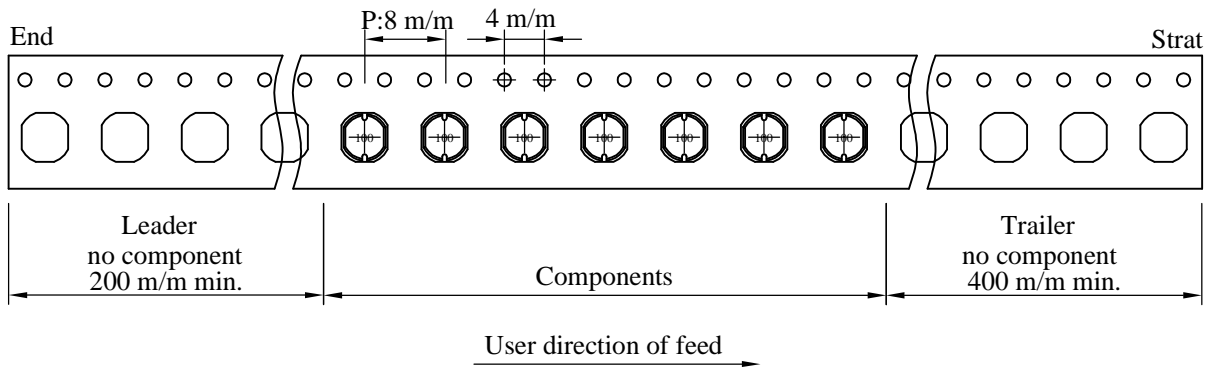 P:8 m/m
4 m/m
End
Strat
100 100 100 100 100 100 100
Leader
no component
200 m/m min.
Components
Trailer
no component
400 m/m min.
User direction of feed